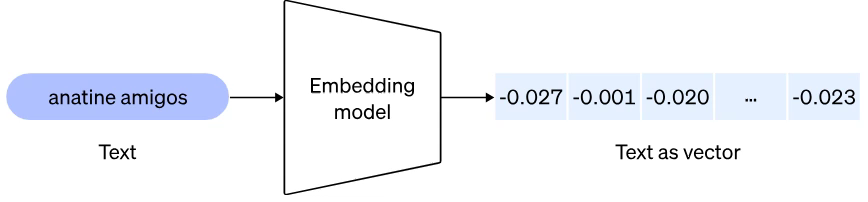 anatine amigos
Text
Embedding
model
-0.027 -0.001 -0.020 … -0.023
Text as vector